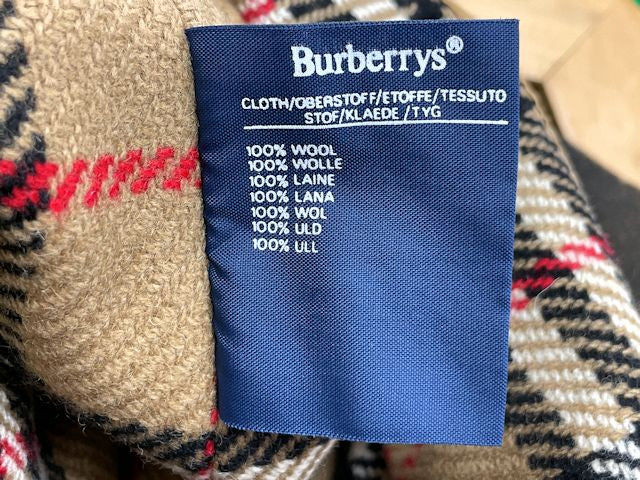 Burberrys®
CLOTH/OBERSTOFF/ETOFFE/TESSUTO
STOF/KLAEDE/TYG
100% WOOL
100% WOLLE
100% LAINE
100% LANA
100% WOL
100% ULD
100% ULL